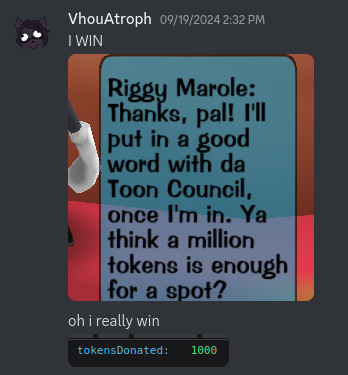 VhouAtroph 09/19/2024 2:32 PM
I WIN
Riggy Marole:
Thanks, pal! I'll
put in a good
word with da
Toon Council,
once I'm in. Ya
think a million
tokens is enough
for a spot?
oh i really win
tokensDonated: 1000